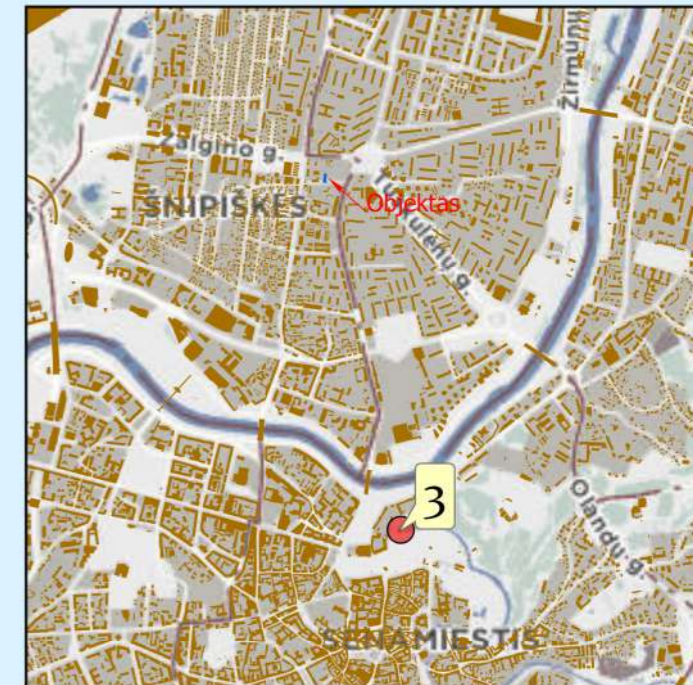 Žirmūnų
Žalgirio g.
Tuskulėnų g.
ŠNIPIŠKĖS
Objektas
3
Olandų g.
SENAMIESTIS